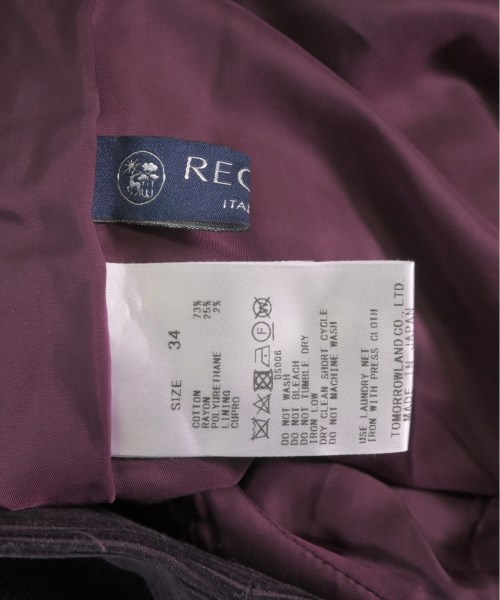 REC
ITAL
SIZE 34
COTTON 73%
RAYON 25%
POLYURETHANE 2%
LINING
CUPRO
DS006
DO NOT WASH
DO NOT BLEACH
DO NOT TUMBLE DRY
IRON LOW
DRY CLEAN SHORT CYCLE
DO NOT MACHINE WASH
USE LAUNDRY NET
IRON WITH PRESS CLOTH
TOMORROWLAND CO., LTD.
MADE IN JAPAN